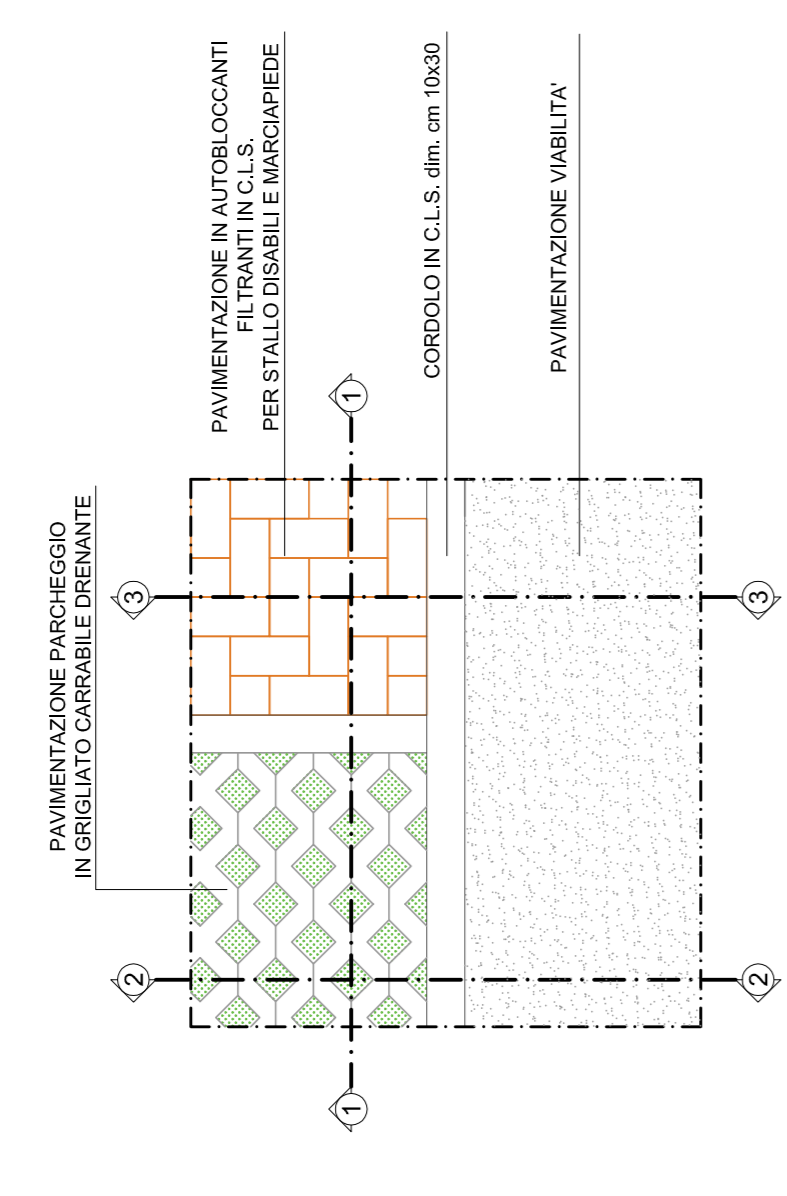 PAVIMENTAZIONE PARCHEGGIO
IN GRIGLIATO CARRABILE DRENANTE
PAVIMENTAZIONE IN AUTOBLOCCANTI
FILTRANTI IN C.L.S.
PER STALLO DISABILI E MARCIAPIEDE
CORDOLO IN C.L.S. dim. cm 10x30
PAVIMENTAZIONE VIABILITA'
1
1
2
2
3
3